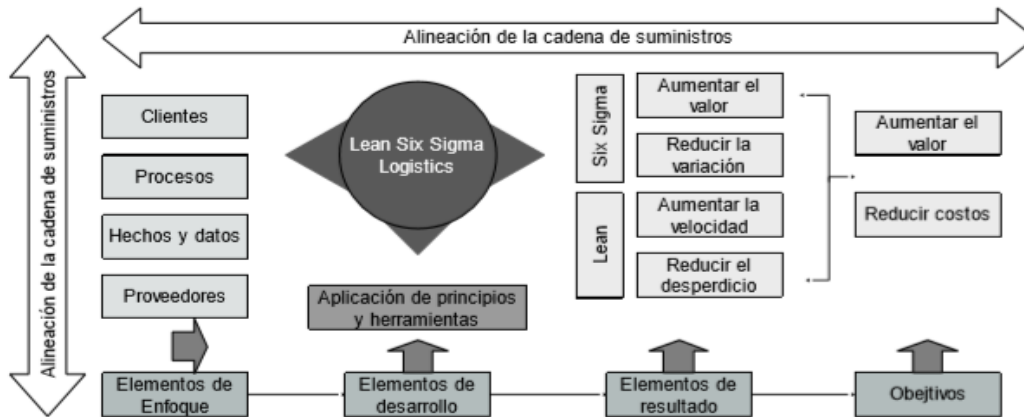 Alineación de la cadena de suministros
Alineación de la cadena de suministros
Clientes
Procesos
Hechos y datos
Proveedores
Lean Six Sigma
Logistics
Aplicación de principios
y herramientas
Six Sigma
Lean
Aumentar el
valor
Reducir la
variación
Aumentar la
velocidad
Reducir el
desperdicio
Aumentar el
valor
Reducir costos
Elementos de
Enfoque
Elementos de
desarrollo
Elementos de
resultado
Obejtivos